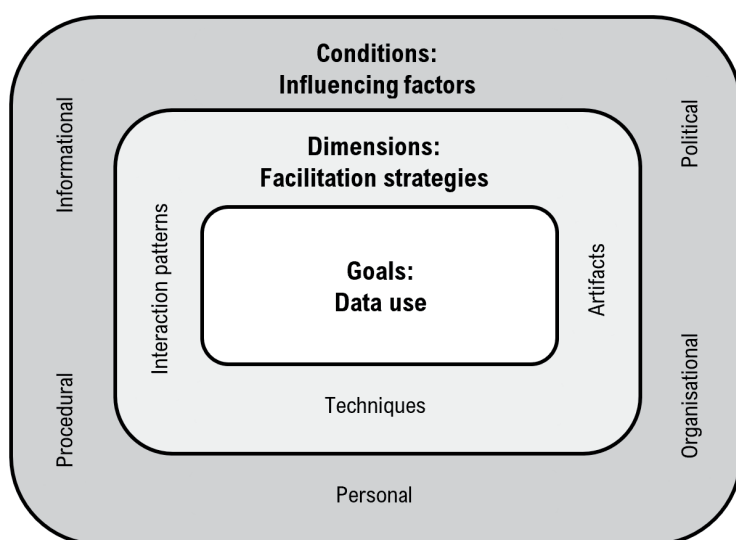 Conditions:
Influencing factors
Informational
Political
Dimensions:
Facilitation strategies
Interaction patterns
Artifacts
Goals:
Data use
Techniques
Procedural
Organisational
Personal